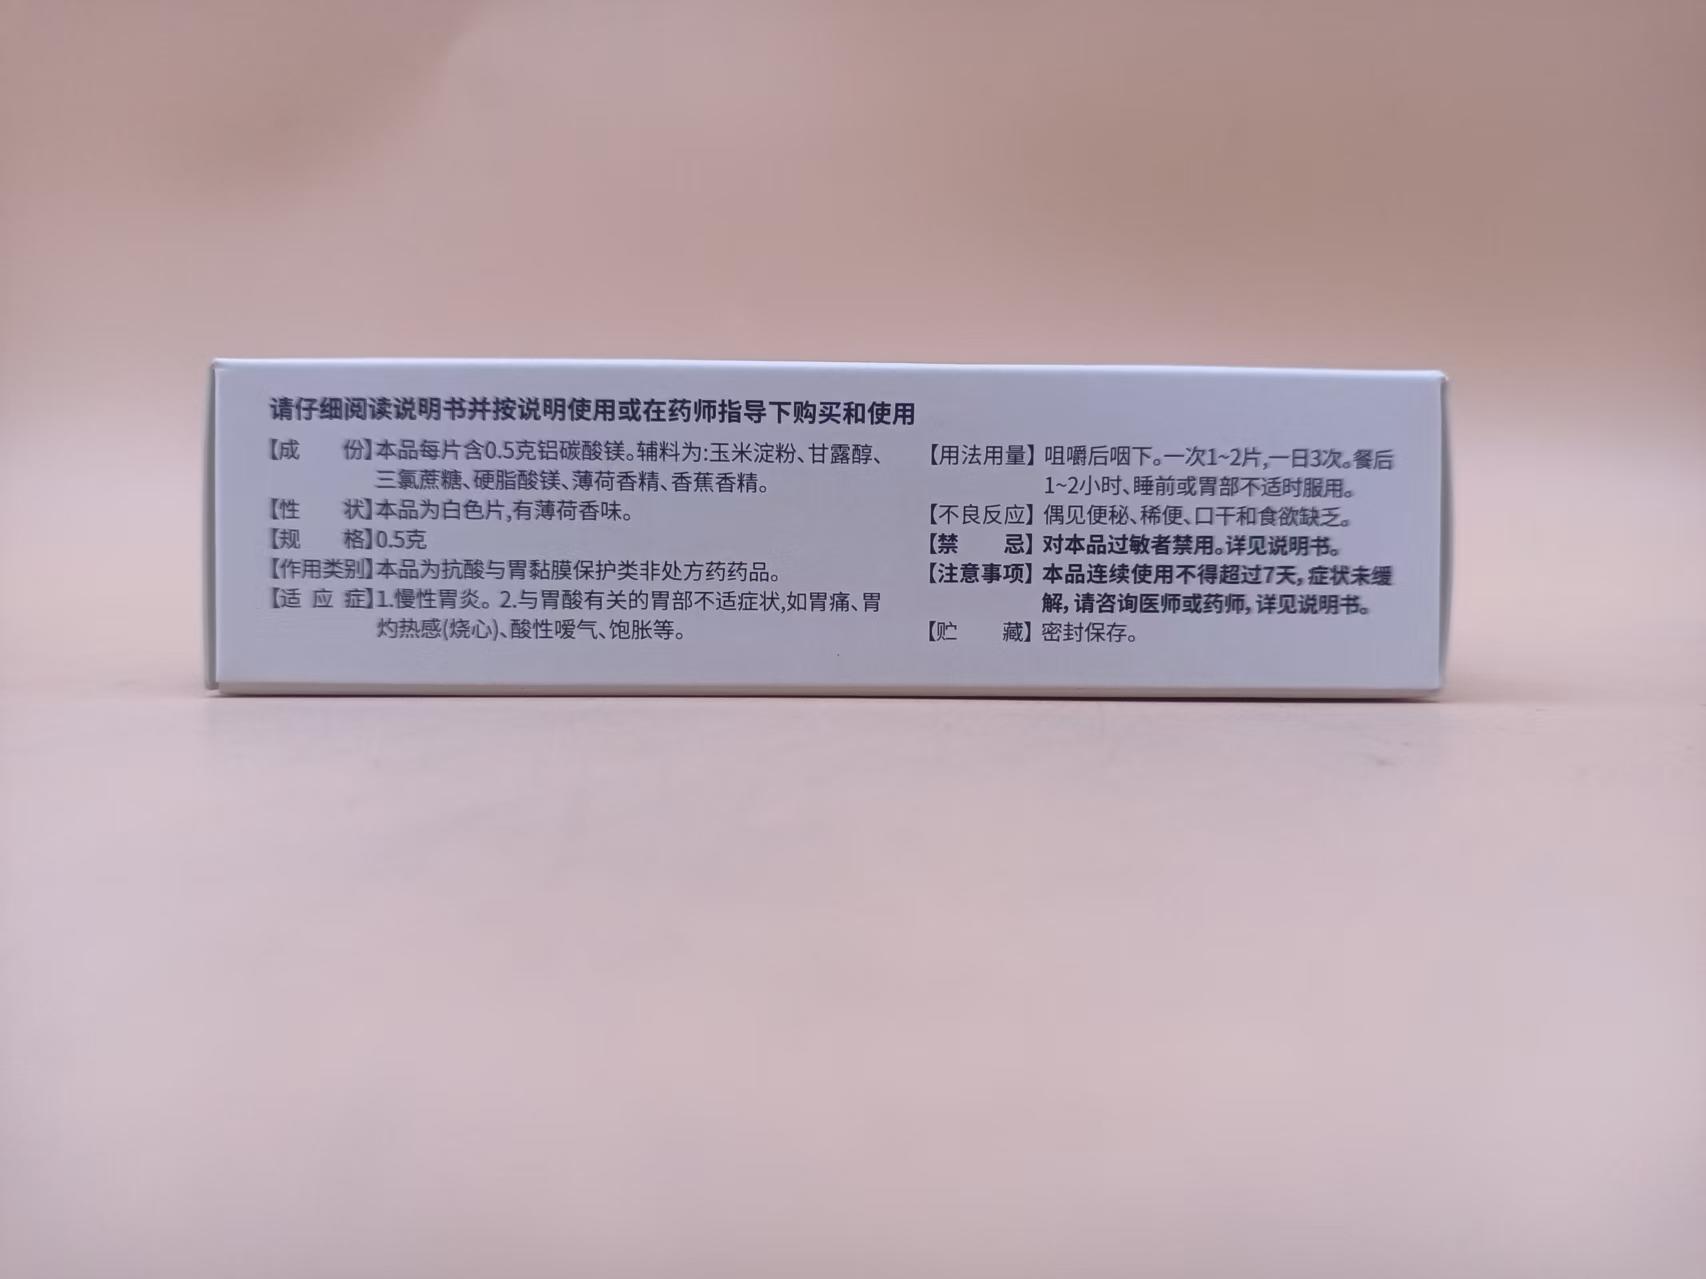 请仔细阅读说明书并按说明使用或在药师指导下购买和使用
【成 份】本品每片含0.5克铝碳酸镁。辅料为:玉米淀粉、甘露醇、
三氯蔗糖、硬脂酸镁、薄荷香精、香蕉香精。
【性 状】本品为白色片,有薄荷香味。
【规 格】0.5克
【作用类别】本品为抗酸与胃黏膜保护类非处方药药品。
【适 应 症】1.慢性胃炎。2.与胃酸有关的胃部不适症状,如胃痛、胃
灼热感(烧心)、酸性嗳气、饱胀等。
【用法用量】咀嚼后咽下。一次1~2片,一日3次。餐后
1~2小时、睡前或胃部不适时服用。
【不良反应】偶见便秘、稀便、口干和食欲缺乏。
【禁 忌】对本品过敏者禁用。详见说明书。
【注意事项】本品连续使用不得超过7天,症状未缓
解,请咨询医师或药师,详见说明书。
【贮 藏】密封保存。